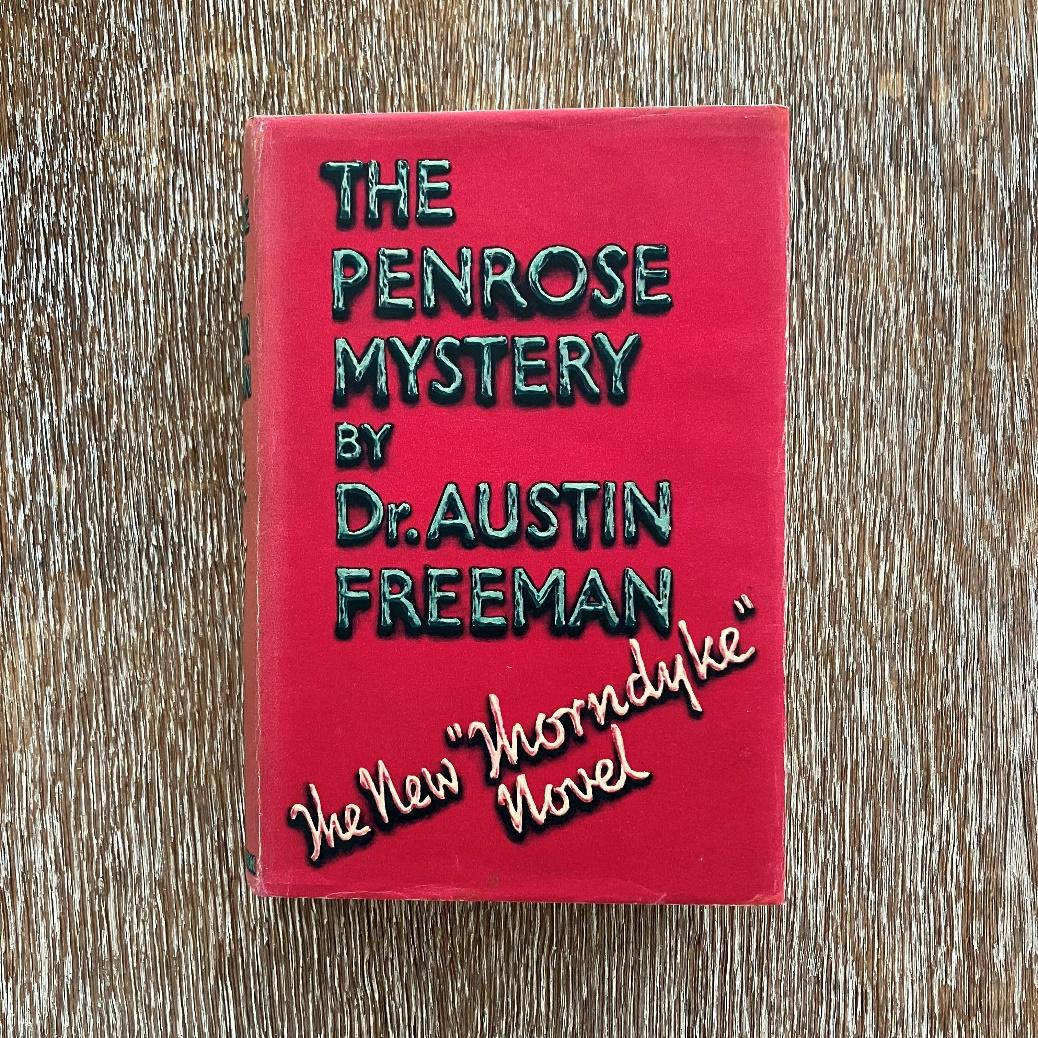 THE
PENROSE
MYSTERY
BY
Dr. AUSTIN
FREEMAN
The New "Thorndyke"
Novel